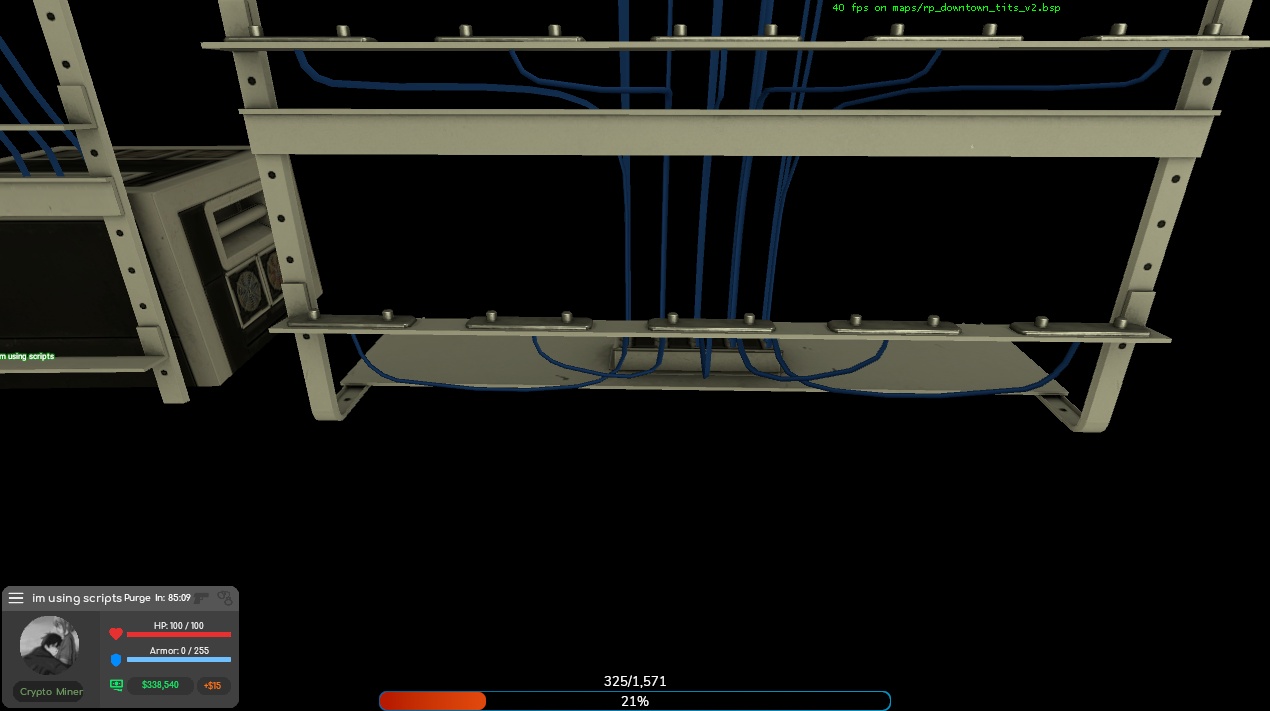 40 fps on maps/rp_downtown_tits_v2.bsp
m using scripts
im using scripts Purge In: 85:09
HP: 100 / 100
Armor: 0 / 255
Crypto Miner
$338,540 +$15
325/1,571
21%